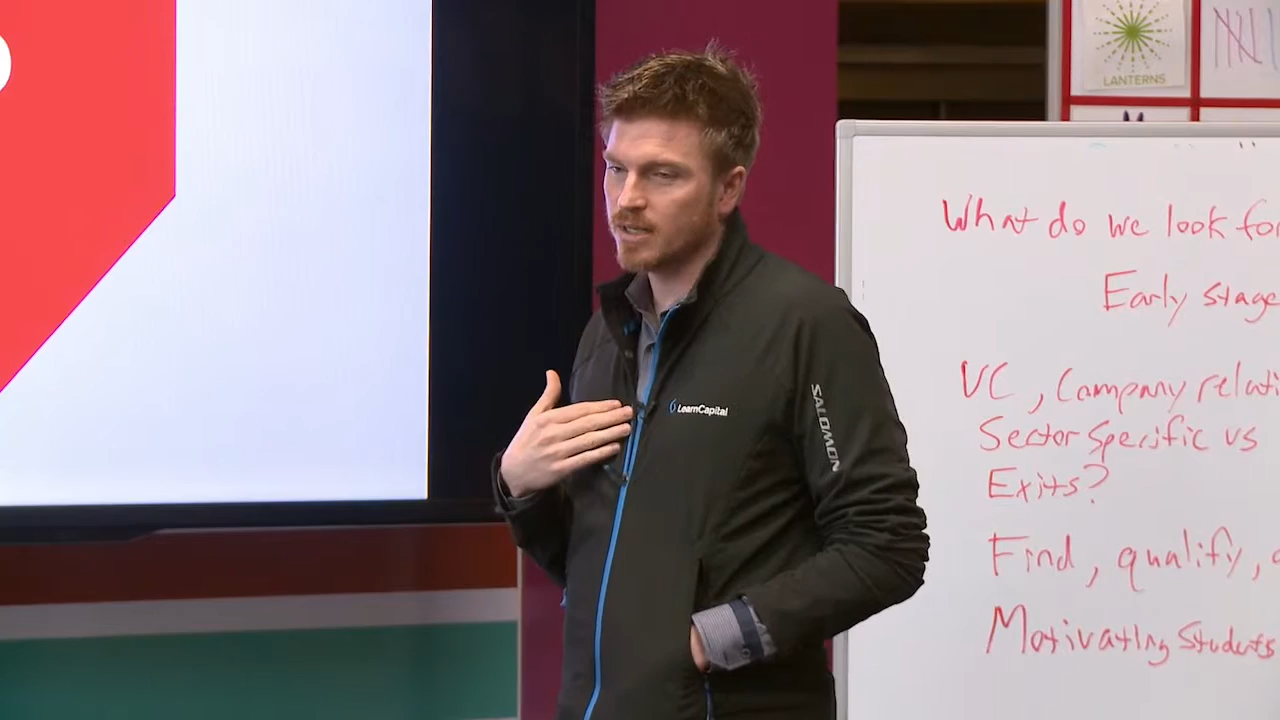 LANTERNS
What do we look for
Early stage
VC, Company relati
Sector Specific vs
Exits?
Find, qualify,
Motivating Students
LearnCapital
SALOMON